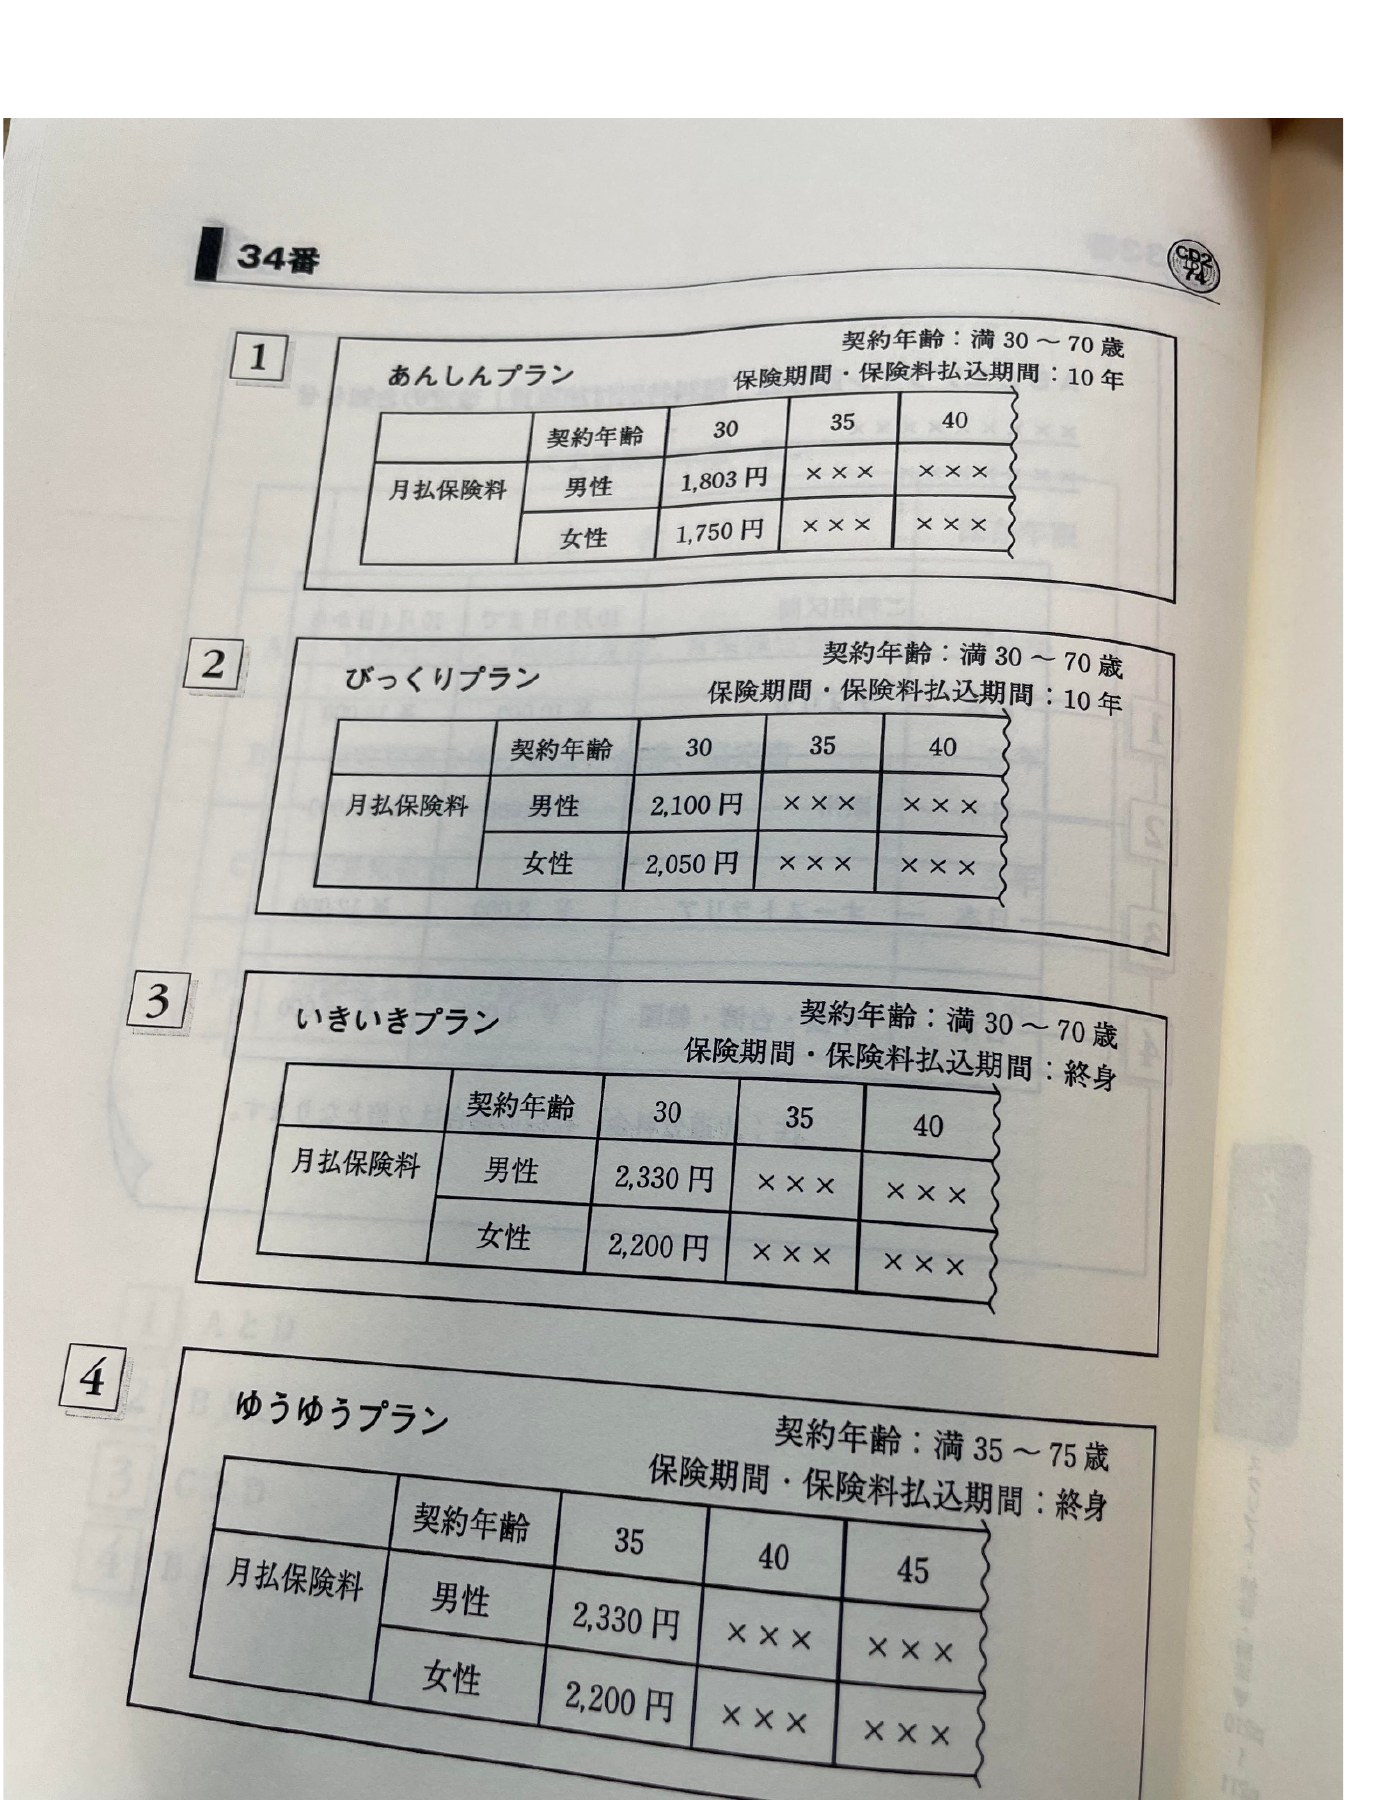 34番
CD2
74
1
あんしんプラン
契約年齢：満 30 ～ 70 歳
保険期間・保険料払込期間：10 年
契約年齢 30 35 40
月払保険料 男性 1,803 円 ××× ×××
女性 1,750 円 ××× ×××
2
びっくりプラン
契約年齢：満 30 ～ 70 歳
保険期間・保険料払込期間：10 年
契約年齢 30 35 40
月払保険料 男性 2,100 円 ××× ×××
女性 2,050 円 ××× ×××
3
いきいきプラン
契約年齢：満 30 ～ 70 歳
保険期間・保険料払込期間：終身
契約年齢 30 35 40
月払保険料 男性 2,330 円 ××× ×××
女性 2,200 円 ××× ×××
4
ゆうゆうプラン
契約年齢：満 35 ～ 75 歳
保険期間・保険料払込期間：終身
契約年齢 35 40 45
月払保険料 男性 2,330 円 ××× ×××
女性 2,200 円 ××× ×××